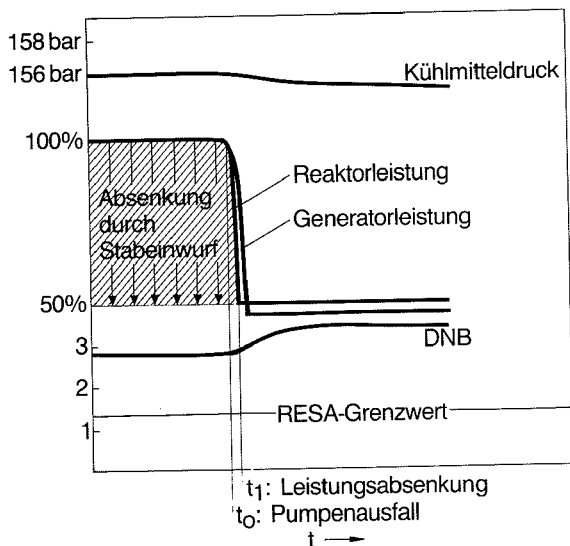 158 bar
156 bar
Kühlmitteldruck
100%
Reaktorleistung
Absenkung
durch
Stabeinwurf
Generatorleistung
50%
DNB
3
2
RESA-Grenzwert
1
t1: Leistungsabsenkung
to: Pumpenausfall
t